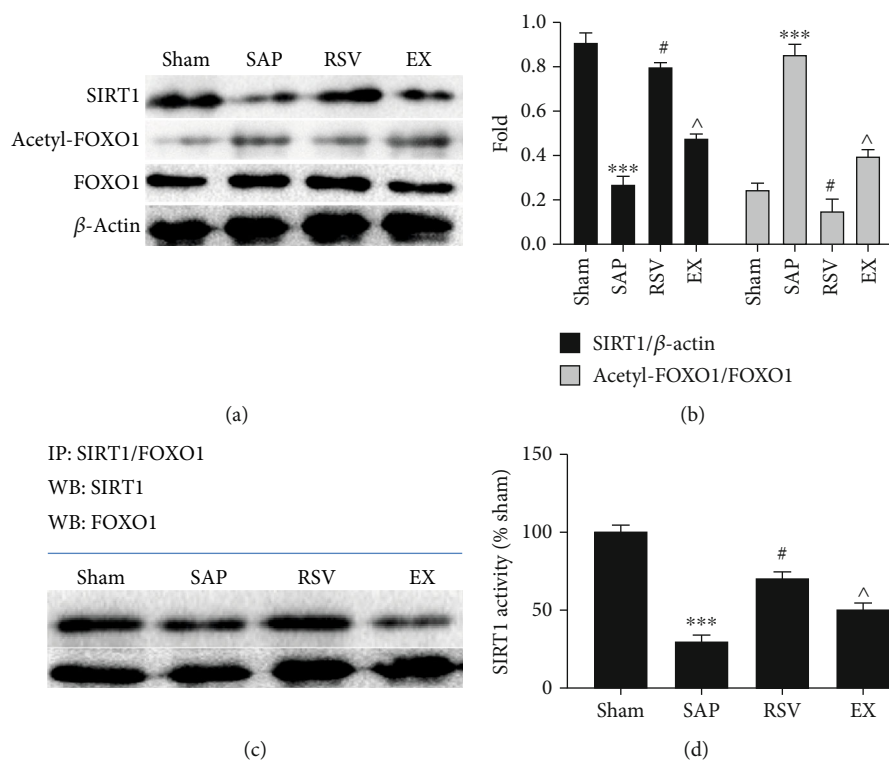 Sham SAP RSV EX
SIRT1
Acetyl-FOXO1
FOXO1
β-Actin
(a)
Fold
1.0
0.8
0.6
0.4
0.2
0.0
*** # ^ *** # ^
Sham SAP RSV EX Sham SAP RSV EX
SIRT1/β-actin
Acetyl-FOXO1/FOXO1
(b)
IP: SIRT1/FOXO1
WB: SIRT1
WB: FOXO1
Sham SAP RSV EX
(c)
SIRT1 activity (% sham)
150
100
50
0
*** # ^
Sham SAP RSV EX
(d)